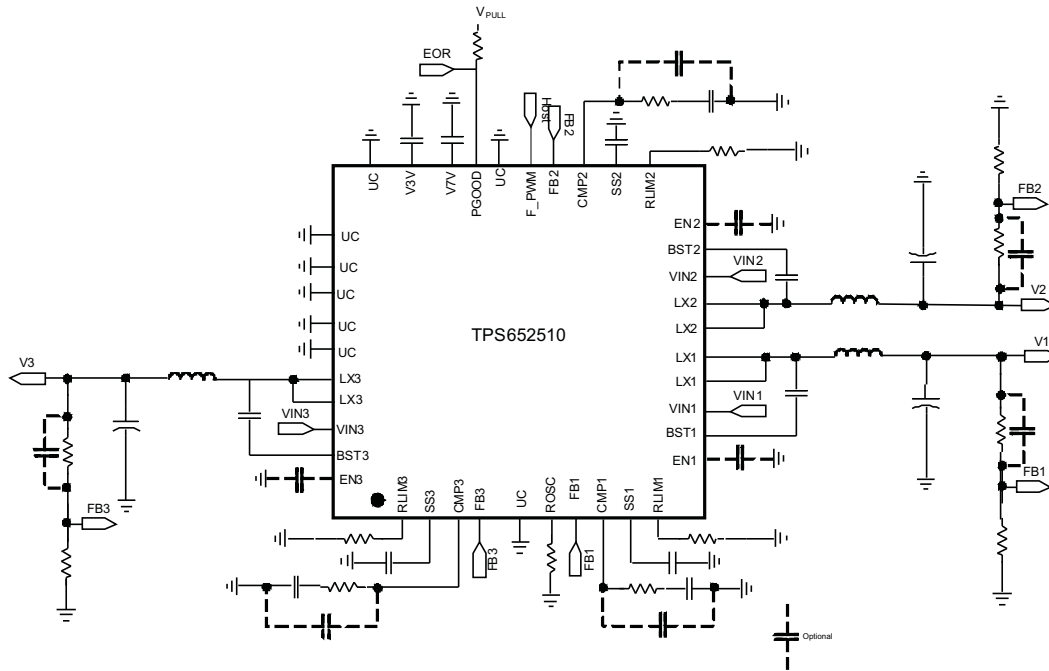 VPULL
EOR
Host
FB2
UC
V3V
V7V
PGOOD
UC
F_PWM
FB2
CMP2
SS2
RLIM2
FB2
EN2
UC
BST2
UC
VIN2
VIN2
UC
V2
LX2
UC
LX2
TPS652510
UC
V1
LX1
V3
LX3
LX1
LX3
VIN1
VIN1
VIN3
VIN3
BST1
BST3
EN1
EN3
FB1
FB3
RLIM3
SS3
CMP3
FB3
UC
ROSC
FB1
CMP1
SS1
RLIM1
FB3
FB1
Optional